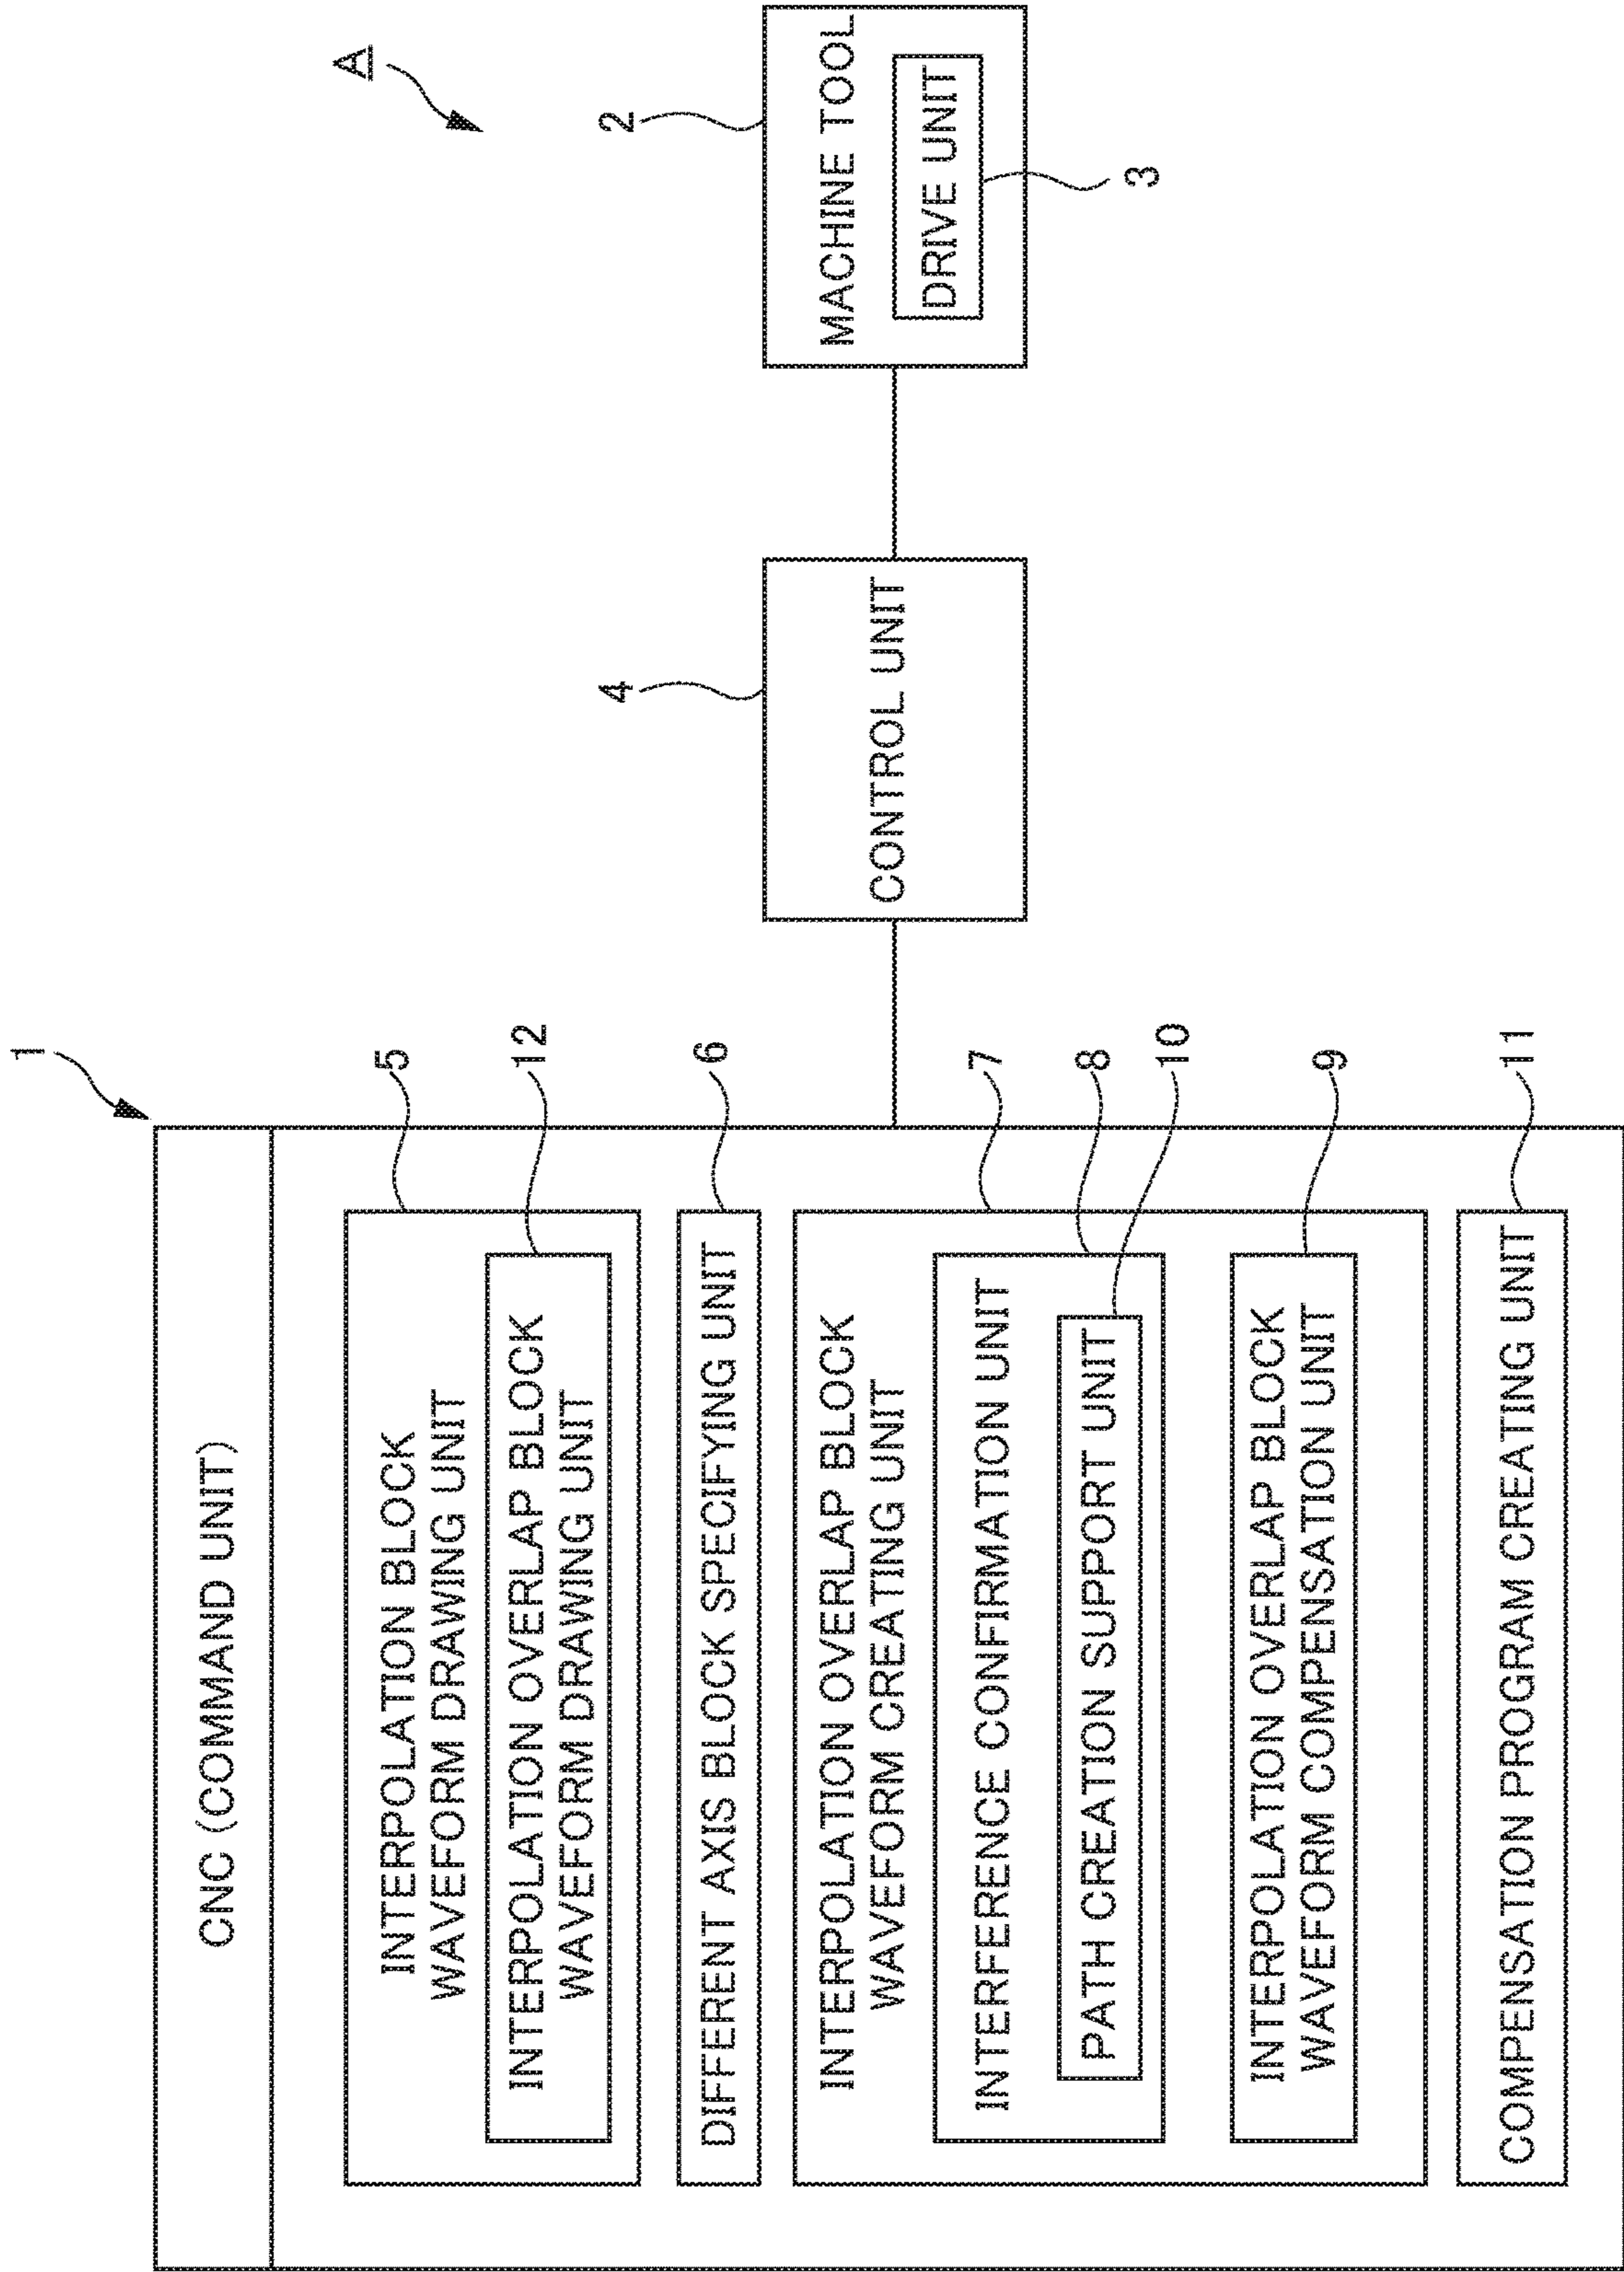 A
1
CNC (COMMAND UNIT)
5
INTERPOLATION BLOCK
WAVEFORM DRAWING UNIT
12
INTERPOLATION OVERLAP BLOCK
WAVEFORM DRAWING UNIT
6
DIFFERENT AXIS BLOCK SPECIFYING UNIT
7
INTERPOLATION OVERLAP BLOCK
WAVEFORM CREATING UNIT
8
INTERFERENCE CONFIRMATION UNIT
10
PATH CREATION SUPPORT UNIT
9
INTERPOLATION OVERLAP BLOCK
WAVEFORM COMPENSATION UNIT
11
COMPENSATION PROGRAM CREATING UNIT
4
CONTROL UNIT
2
MACHINE TOOL
DRIVE UNIT
3